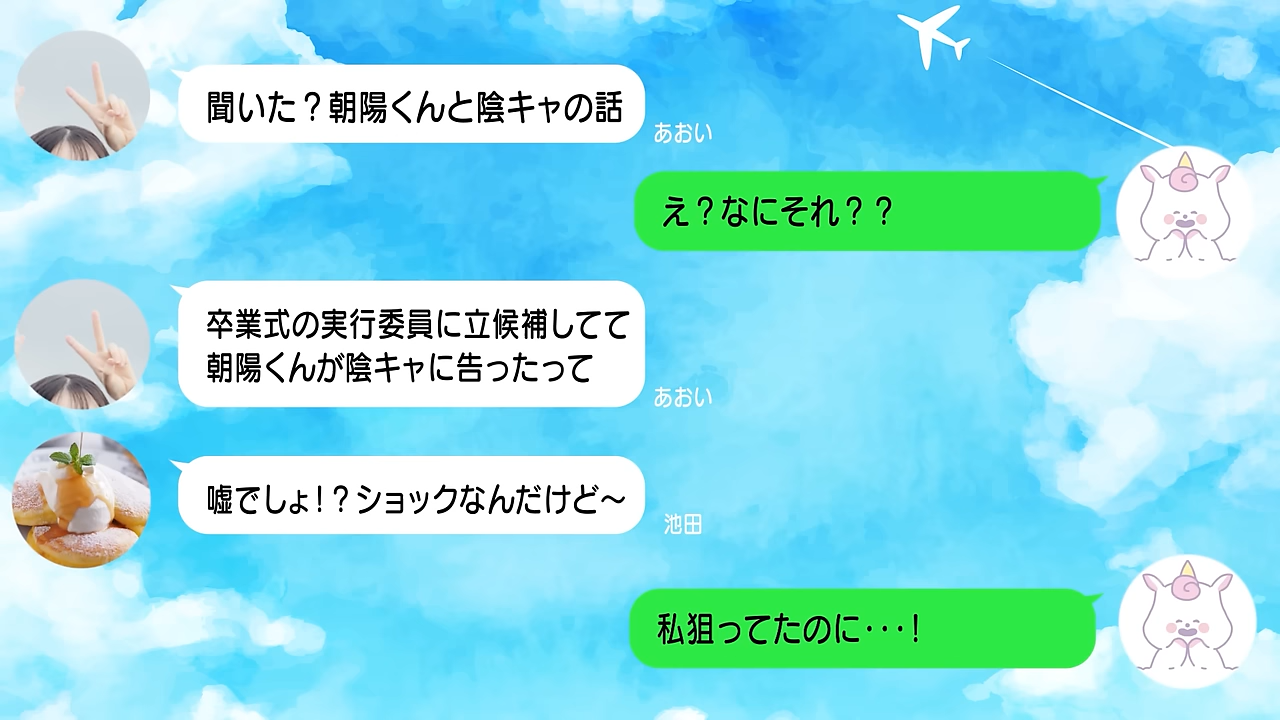 聞いた？朝陽くんと陰キャの話
あおい
え？なにそれ？？
卒業式の実行委員に立候補してて
朝陽くんが陰キャに告ったって
あおい
嘘でしょ！？ショックなんだけど〜
池田
私狙ってたのに･･･！